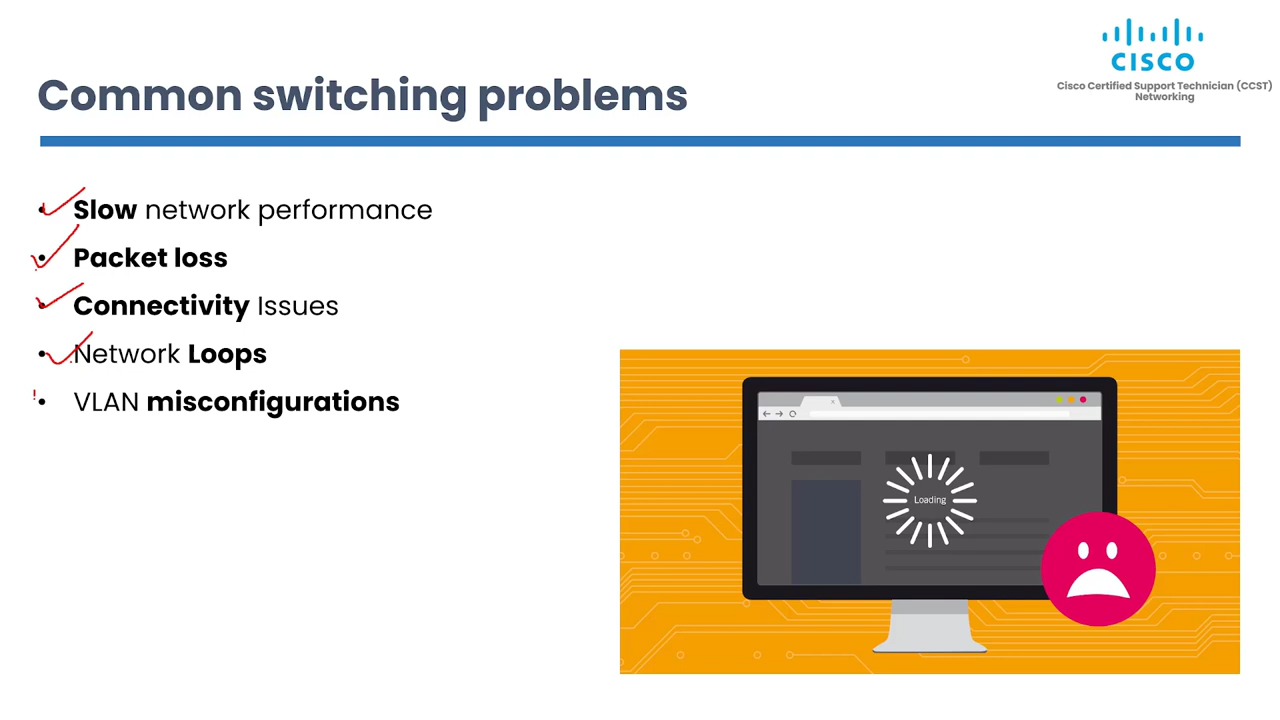 CISCO
Cisco Certified Support Technician (CCST)
Networking
Common switching problems
• Slow network performance
• Packet loss
• Connectivity Issues
• Network Loops
• VLAN misconfigurations
Loading